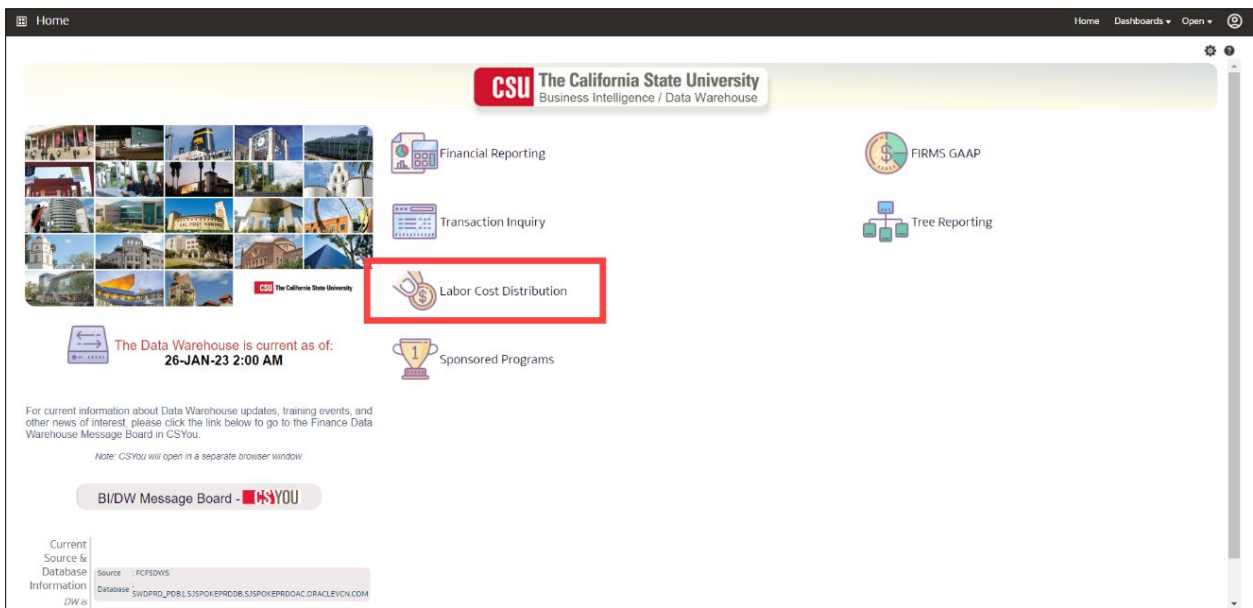 Home
Home Dashboards Open
CSU The California State University
Business Intelligence / Data Warehouse
Financial Reporting
FIRMS GAAP
Transaction Inquiry
Tree Reporting
CAL POLY POMONA
CSU The California State University
Labor Cost Distribution
The Data Warehouse is current as of:
26-JAN-23 2:00 AM
1
Sponsored Programs
For current information about Data Warehouse updates, training events, and
other news of interest, please click the link below to go to the Finance Data
Warehouse Message Board in CSYou.
Note: CSYou will open in a separate browser window.
BI/DW Message Board - CSYOU
Current
Source &
Database
Information
DW is
Source : FCFSDWS
Database :
SWDPRD_PDB1.SJSPOKEPRDDB.SJSPOKEPRDOAC.ORACLEVCN.COM